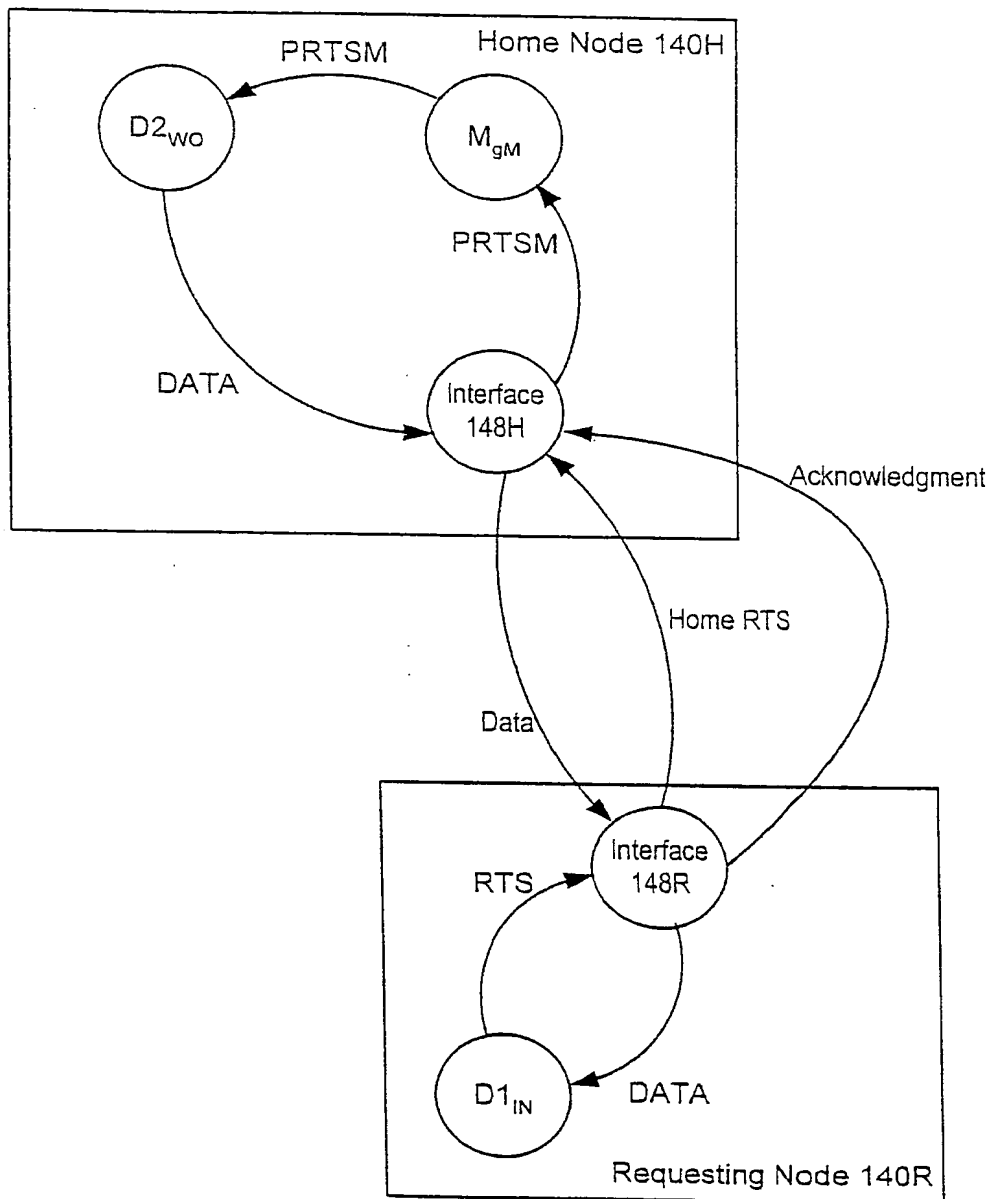 Home Node 140H
PRTSM
D2WO
MgM
PRTSM
DATA
Interface
148H
Acknowledgment
Home RTS
Data
Interface
148R
RTS
D1IN
DATA
Requesting Node 140R